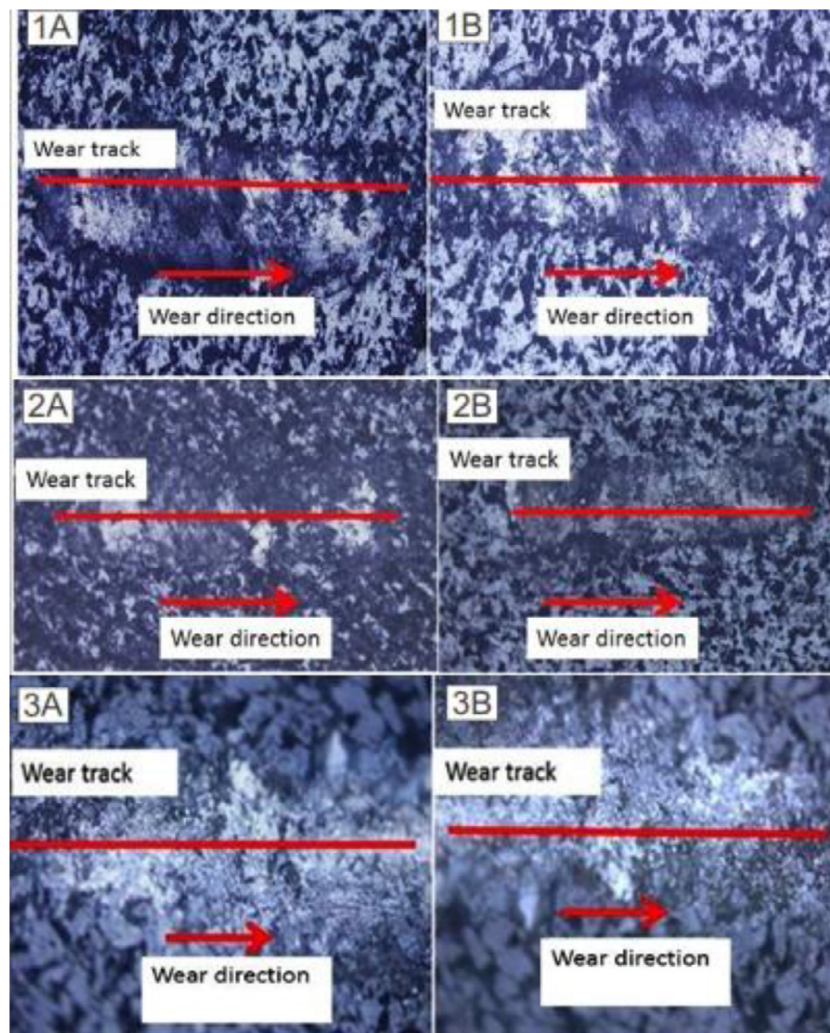 1A
1B
Wear track
Wear track
Wear direction
Wear direction
2A
2B
Wear track
Wear track
Wear direction
Wear direction
3A
3B
Wear track
Wear track
Wear direction
Wear direction